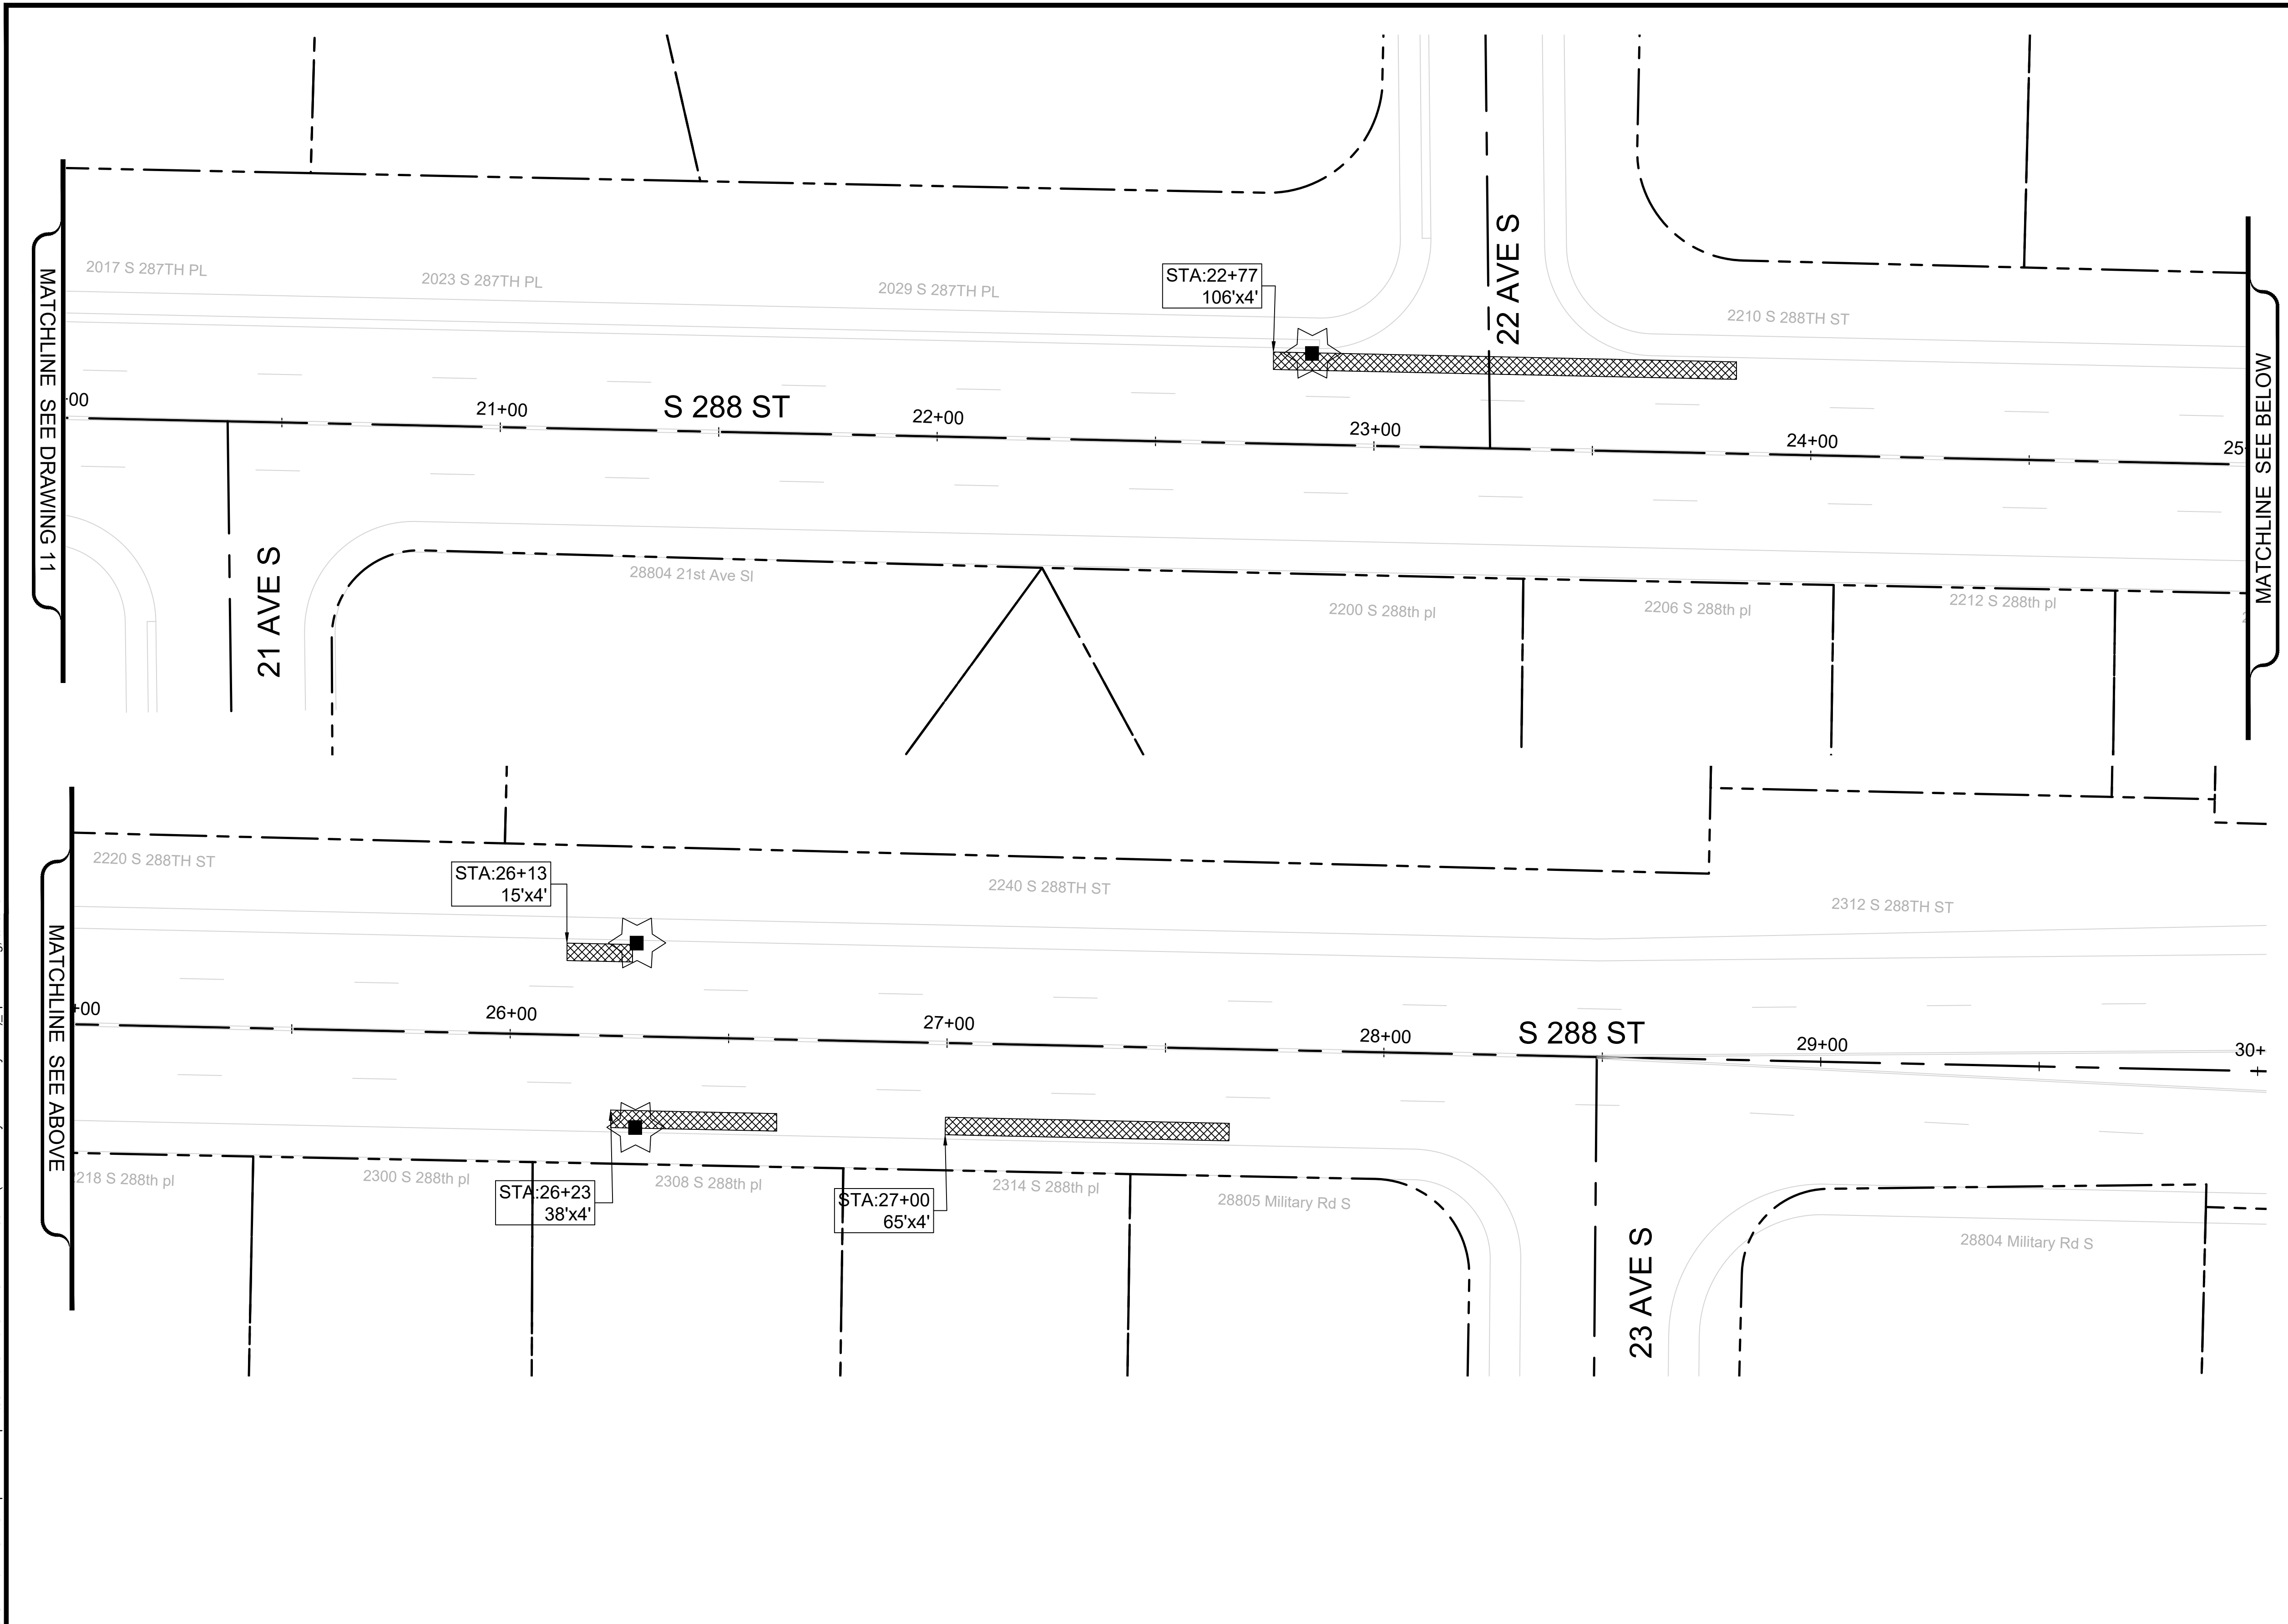 22 AVE S
STA:22+77
106'x4'
2017 S 287TH PL
2023 S 287TH PL
2029 S 287TH PL
2210 S 288TH ST
MATCHLINE SEE DRAWING 11
MATCHLINE SEE BELOW
+00
21+00
S 288 ST
22+00
23+00
24+00
25+
21 AVE S
28804 21st Ave Sl
2200 S 288th pl
2206 S 288th pl
2212 S 288th pl
2220 S 288TH ST
STA:26+13
15'x4'
2240 S 288TH ST
2312 S 288TH ST
MATCHLINE SEE ABOVE
+00
26+00
27+00
28+00
S 288 ST
29+00
30+
218 S 288th pl
2300 S 288th pl
STA:26+23
38'x4'
2308 S 288th pl
STA:27+00
65'x4'
2314 S 288th pl
28805 Military Rd S
23 AVE S
28804 Military Rd S